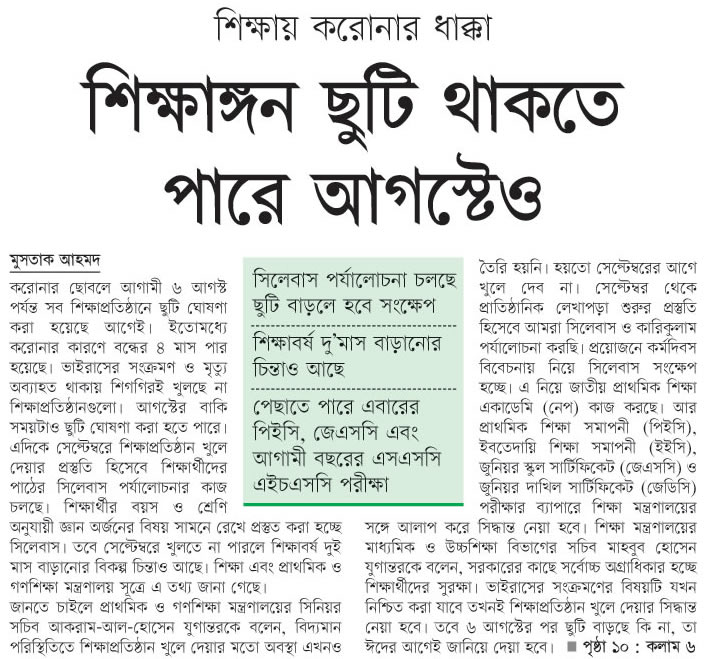 শিক্ষায় করোনার ধাক্কা
শিক্ষাঙ্গন ছুটি থাকতে
পারে আগস্টেও
মুসতাক আহমদ
করোনার ছোবলে আগামী ৬ আগস্ট
পর্যন্ত সব শিক্ষাপ্রতিষ্ঠানে ছুটি ঘোষণা
করা হয়েছে আগেই। ইতোমধ্যে
করোনার কারণে বন্ধের ৪ মাস পার
হয়েছে। ভাইরাসের সংক্রমণ ও মৃত্যু
অব্যাহত থাকায় শিগগিরই খুলছে না
শিক্ষাপ্রতিষ্ঠানগুলো। আগস্টের বাকি
সময়টাও ছুটি ঘোষণা করা হতে পারে।
এদিকে সেপ্টেম্বরে শিক্ষাপ্রতিষ্ঠান খুলে
দেয়ার প্রস্তুতি হিসেবে শিক্ষার্থীদের
পাঠের সিলেবাস পর্যালোচনার কাজ
চলছে। শিক্ষার্থীর বয়স ও শ্রেণি
অনুযায়ী জ্ঞান অর্জনের বিষয় সামনে রেখে প্রস্তুত করা হচ্ছে
সিলেবাস। তবে সেপ্টেম্বরে খুলতে না পারলে শিক্ষাবর্ষ দুই
মাস বাড়ানোর বিকল্প চিন্তাও আছে। শিক্ষা এবং প্রাথমিক ও
গণশিক্ষা মন্ত্রণালয় সূত্রে এ তথ্য জানা গেছে।
জানতে চাইলে প্রাথমিক ও গণশিক্ষা মন্ত্রণালয়ের সিনিয়র
সচিব আকরাম-আল-হোসেন যুগান্তরকে বলেন, বিদ্যমান
পরিস্থিতিতে শিক্ষাপ্রতিষ্ঠান খুলে দেয়ার মতো অবস্থা এখনও
সিলেবাস পর্যালোচনা চলছে
ছুটি বাড়লে হবে সংক্ষেপ
শিক্ষাবর্ষ দু'মাস বাড়ানোর
চিন্তাও আছে
পেছাতে পারে এবারের
পিইসি, জেএসসি এবং
আগামী বছরের এসএসসি
এইচএসসি পরীক্ষা
তৈরি হয়নি। হয়তো সেপ্টেম্বরের আগে
খুলে দেব না। সেপ্টেম্বর থেকে
প্রাতিষ্ঠানিক লেখাপড়া শুরুর প্রস্তুতি
হিসেবে আমরা সিলেবাস ও কারিকুলাম
পর্যালোচনা করছি। প্রয়োজনে কর্মদিবস
বিবেচনায় নিয়ে সিলেবাস সংক্ষেপ
হচ্ছে। এ নিয়ে জাতীয় প্রাথমিক শিক্ষা
একাডেমি (নেপ) কাজ করছে। আর
প্রাথমিক শিক্ষা সমাপনী (পিইসি),
ইবতেদায়ি শিক্ষা সমাপনী (ইইসি),
জুনিয়র স্কুল সার্টিফিকেট (জেএসসি) ও
জুনিয়র দাখিল সার্টিফিকেট (জেডিসি)
পরীক্ষার ব্যাপারে শিক্ষা মন্ত্রণালয়ের
সঙ্গে আলাপ করে সিদ্ধান্ত নেয়া হবে। শিক্ষা মন্ত্রণালয়ের
মাধ্যমিক ও উচ্চশিক্ষা বিভাগের সচিব মাহবুব হোসেন
যুগান্তরকে বলেন, সরকারের কাছে সর্বোচ্চ অগ্রাধিকার হচ্ছে
শিক্ষার্থীদের সুরক্ষা। ভাইরাসের সংক্রমণের বিষয়টি যখন
নিশ্চিত করা যাবে তখনই শিক্ষাপ্রতিষ্ঠান খুলে দেয়ার সিদ্ধান্ত
নেয়া হবে। তবে ৬ আগস্টের পর ছুটি বাড়ছে কি না, তা
ঈদের আগেই জানিয়ে দেয়া হবে। ■ পৃষ্ঠা ১০ : কলাম ৬